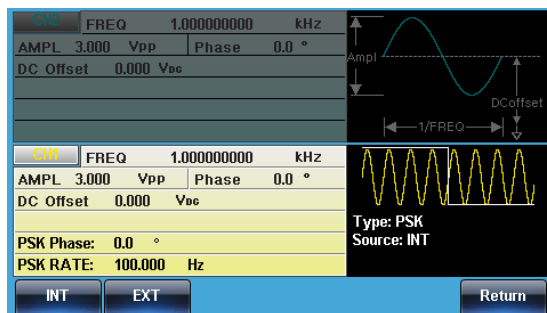 CH2 FREQ 1.000000000 kHz
AMPL 3.000 Vpp Phase 0.0 °
DC Offset 0.000 VDC
Ampl
DCoffset
1/FREQ
CH1 FREQ 1.000000000 kHz
AMPL 3.000 Vpp Phase 0.0 °
DC Offset 0.000 VDC
PSK Phase: 0.0 °
PSK RATE: 100.000 Hz
Type: PSK
Source: INT
INT EXT Return